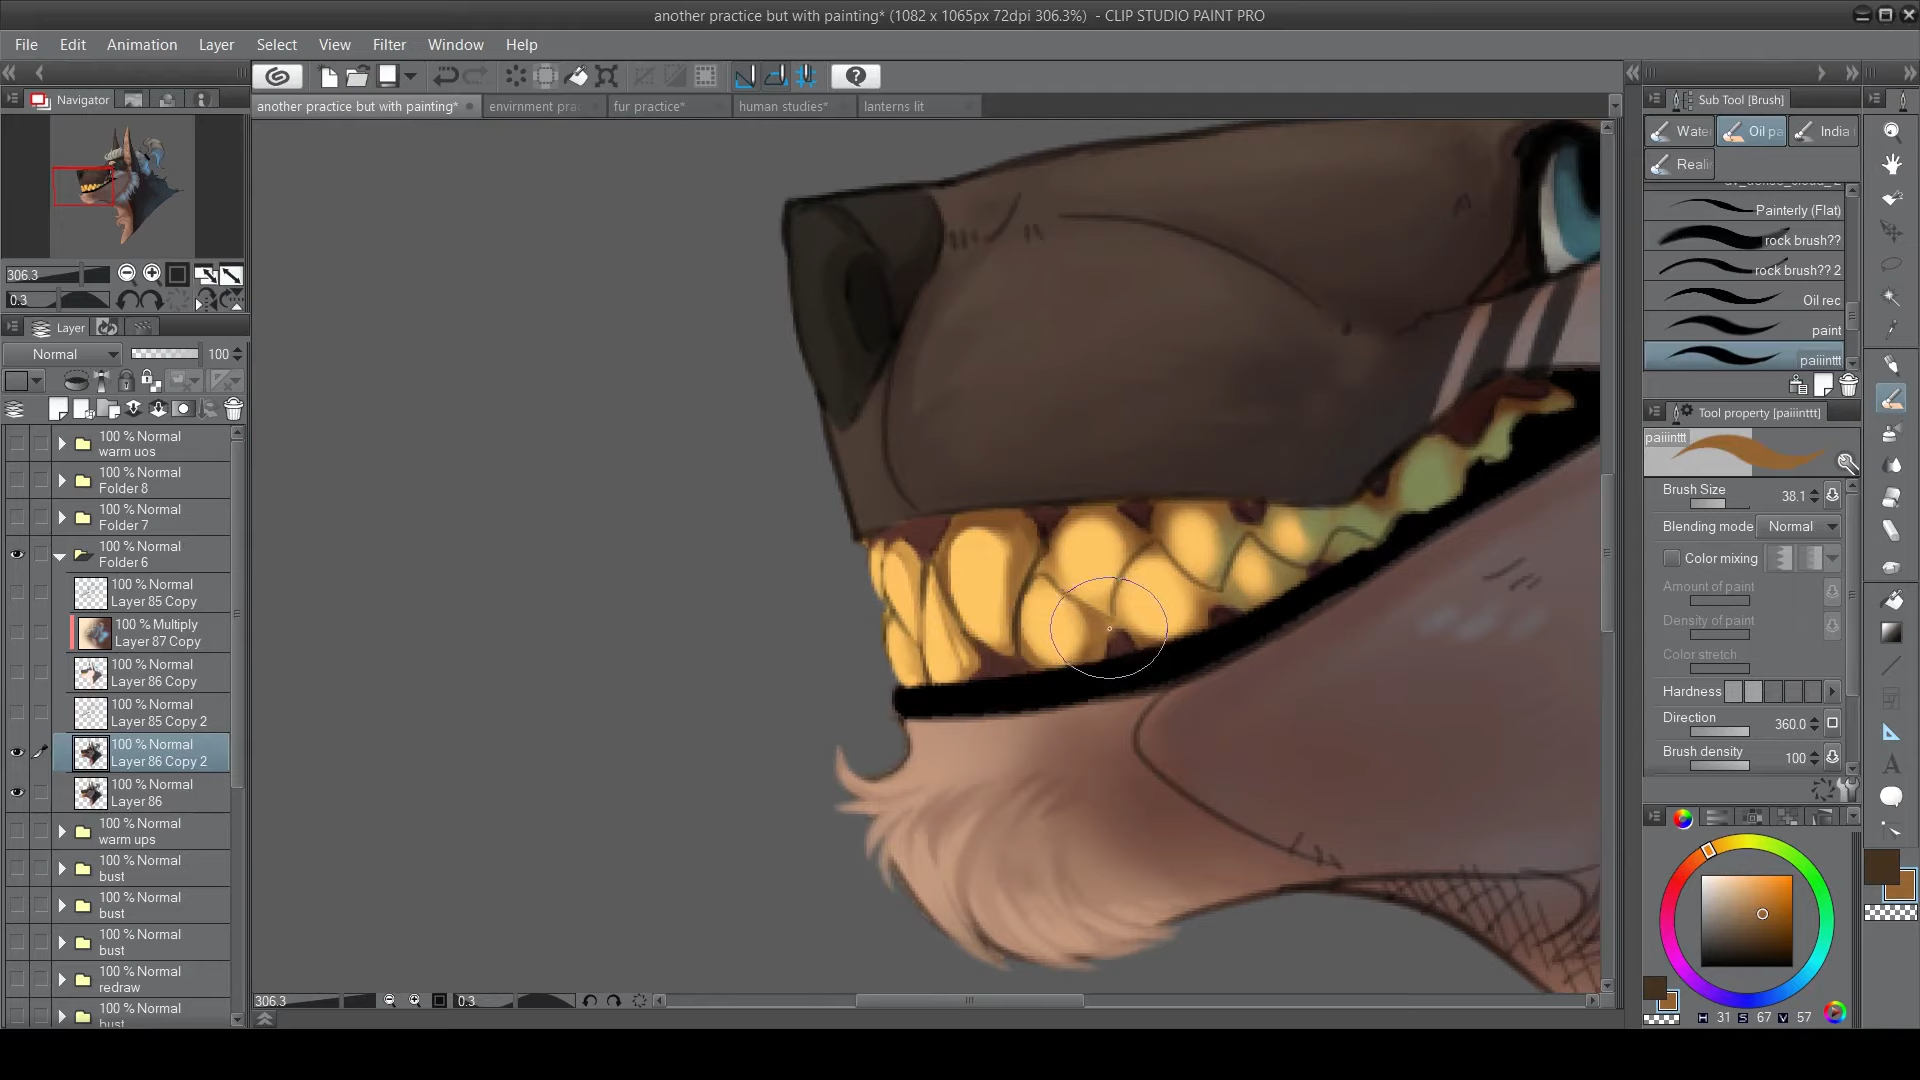 another practice but with painting* (1082 x 1065px 72dpi 306.3%) - CLIP STUDIO PAINT PRO
File Edit Animation Layer Select View Filter Window Help
Navigator
another practice but with painting* envirnment prac fur practice* human studies* lanterns lit
Sub Tool [Brush]
Wate Oil pa India
Realis
Painterly (Flat)
rock brush??
rock brush?? 2
Oil rec
paint
paiiinttt
306.3
0.3
Layer
Normal 100
100 % Normal
warm uos
100 % Normal
Folder 8
100 % Normal
Folder 7
100 % Normal
Folder 6
100 % Normal
Layer 85 Copy
100 % Multiply
Layer 87 Copy
100 % Normal
Layer 86 Copy
100 % Normal
Layer 85 Copy 2
100 % Normal
Layer 86 Copy 2
100 % Normal
Layer 86
100 % Normal
warm ups
100 % Normal
bust
100 % Normal
bust
100 % Normal
bust
100 % Normal
redraw
100 % Normal
bust
Tool property [paiiinttt]
paiiinttt
Brush Size 38.1
Blending mode Normal
Color mixing
Amount of paint
Density of paint
Color stretch
Hardness
Direction 360.0
Brush density 100
H 31 S 67 V 57
306.3 0.3